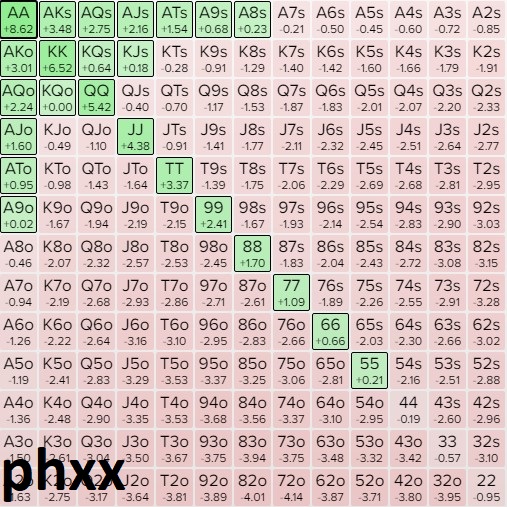 AA AKs AQs AJs ATs A9s A8s A7s A6s A5s A4s A3s A2s
+8.62 +3.48 +2.75 +2.16 +1.54 +0.68 +0.23 -0.21 -0.50 -0.45 -0.60 -0.72 -0.85
AKo KK KQs KJs KTs K9s K8s K7s K6s K5s K4s K3s K2s
+3.01 +6.52 +0.64 +0.18 -0.28 -0.91 -1.29 -1.40 -1.42 -1.60 -1.66 -1.79 -1.91
AQo KQo QQ QJs QTs Q9s Q8s Q7s Q6s Q5s Q4s Q3s Q2s
+2.24 +0.00 +5.42 -0.40 -0.70 -1.17 -1.53 -1.87 -1.83 -2.01 -2.07 -2.20 -2.33
AJo KJo QJo JJ JTs J9s J8s J7s J6s J5s J4s J3s J2s
+1.60 -0.49 -1.10 +4.38 -0.91 -1.41 -1.77 -2.11 -2.32 -2.45 -2.51 -2.64 -2.77
ATo KTo QTo JTo TT T9s T8s T7s T6s T5s T4s T3s T2s
+0.95 -0.98 -1.43 -1.64 +3.37 -1.39 -1.75 -2.06 -2.29 -2.69 -2.68 -2.81 -2.95
A9o K9o Q9o J9o T9o 99 98s 97s 96s 95s 94s 93s 92s
+0.02 -1.67 -1.94 -2.19 -2.15 +2.41 -1.67 -1.93 -2.14 -2.54 -2.83 -2.90 -3.03
A8o K8o Q8o J8o T8o 98o 88 87s 86s 85s 84s 83s 82s
-0.46 -2.07 -2.32 -2.57 -2.53 -2.45 +1.70 -1.83 -2.04 -2.43 -2.72 -3.08 -3.15
A7o K7o Q7o J7o T7o 97o 87o 77 76s 75s 74s 73s 72s
-0.94 -2.19 -2.68 -2.93 -2.86 -2.71 -2.61 +1.09 -1.89 -2.26 -2.55 -2.91 -3.28
A6o K6o Q6o J6o T6o 96o 86o 76o 66 65s 64s 63s 62s
-1.26 -2.22 -2.64 -3.16 -3.10 -2.95 -2.83 -2.66 +0.66 -2.03 -2.30 -2.66 -3.02
A5o K5o Q5o J5o T5o 95o 85o 75o 65o 55 54s 53s 52s
-1.19 -2.41 -2.83 -3.29 -3.53 -3.37 -3.25 -3.06 -2.81 +0.21 -2.16 -2.51 -2.88
A4o K4o Q4o J4o T4o 94o 84o 74o 64o 54o 44 43s 42s
-1.36 -2.48 -2.90 -3.35 -3.53 -3.68 -3.56 -3.37 -3.10 -2.95 -0.19 -2.60 -2.96
A3o K3o Q3o J3o T3o 93o 83o 73o 63o 53o 43o 33 32s
-3.50 -3.67 -3.75 -3.94 -3.75 -3.48 -3.32 -3.42 -0.57 -3.10
phxx
J2o T2o 92o 82o 72o 62o 52o 42o 32o 22
-2.75 -3.17 -3.64 -3.81 -3.89 -4.01 -4.14 -3.87 -3.71 -3.80 -3.95 -0.95